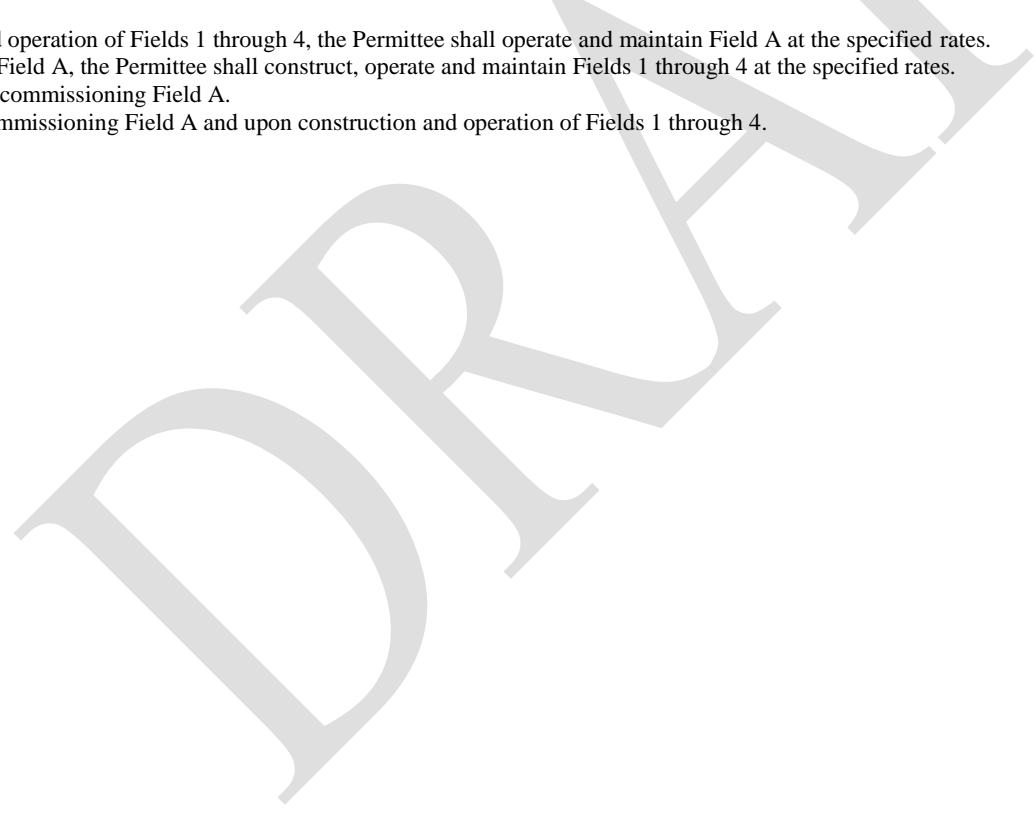 operation of Fields 1 through 4, the Permittee shall operate and maintain Field A at the specified rates.
Field A, the Permittee shall construct, operate and maintain Fields 1 through 4 at the specified rates.
commissioning Field A.
mmissioning Field A and upon construction and operation of Fields 1 through 4.
DRA